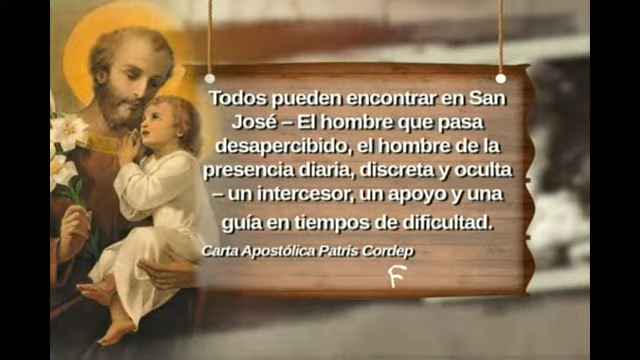 Todos pueden encontrar en San
José – El hombre que pasa
desapercibido, el hombre de la
presencia diaria, discreta y oculta
– un intercesor, un apoyo y una
guía en tiempos de dificultad.
Carta Apostólica Patris Cordep
F